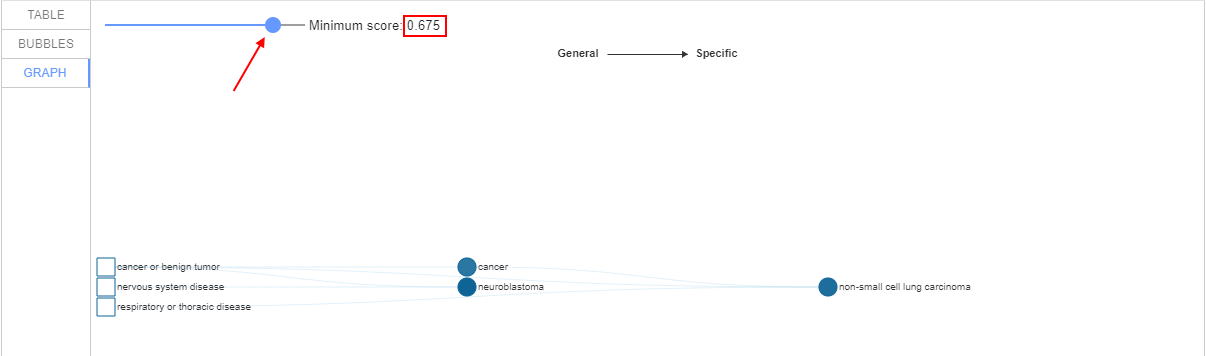 TABLE
BUBBLES
GRAPH
Minimum score: 0.675
General Specific
cancer or benign tumor
nervous system disease
respiratory or thoracic disease
cancer
neuroblastoma
non-small cell lung carcinoma